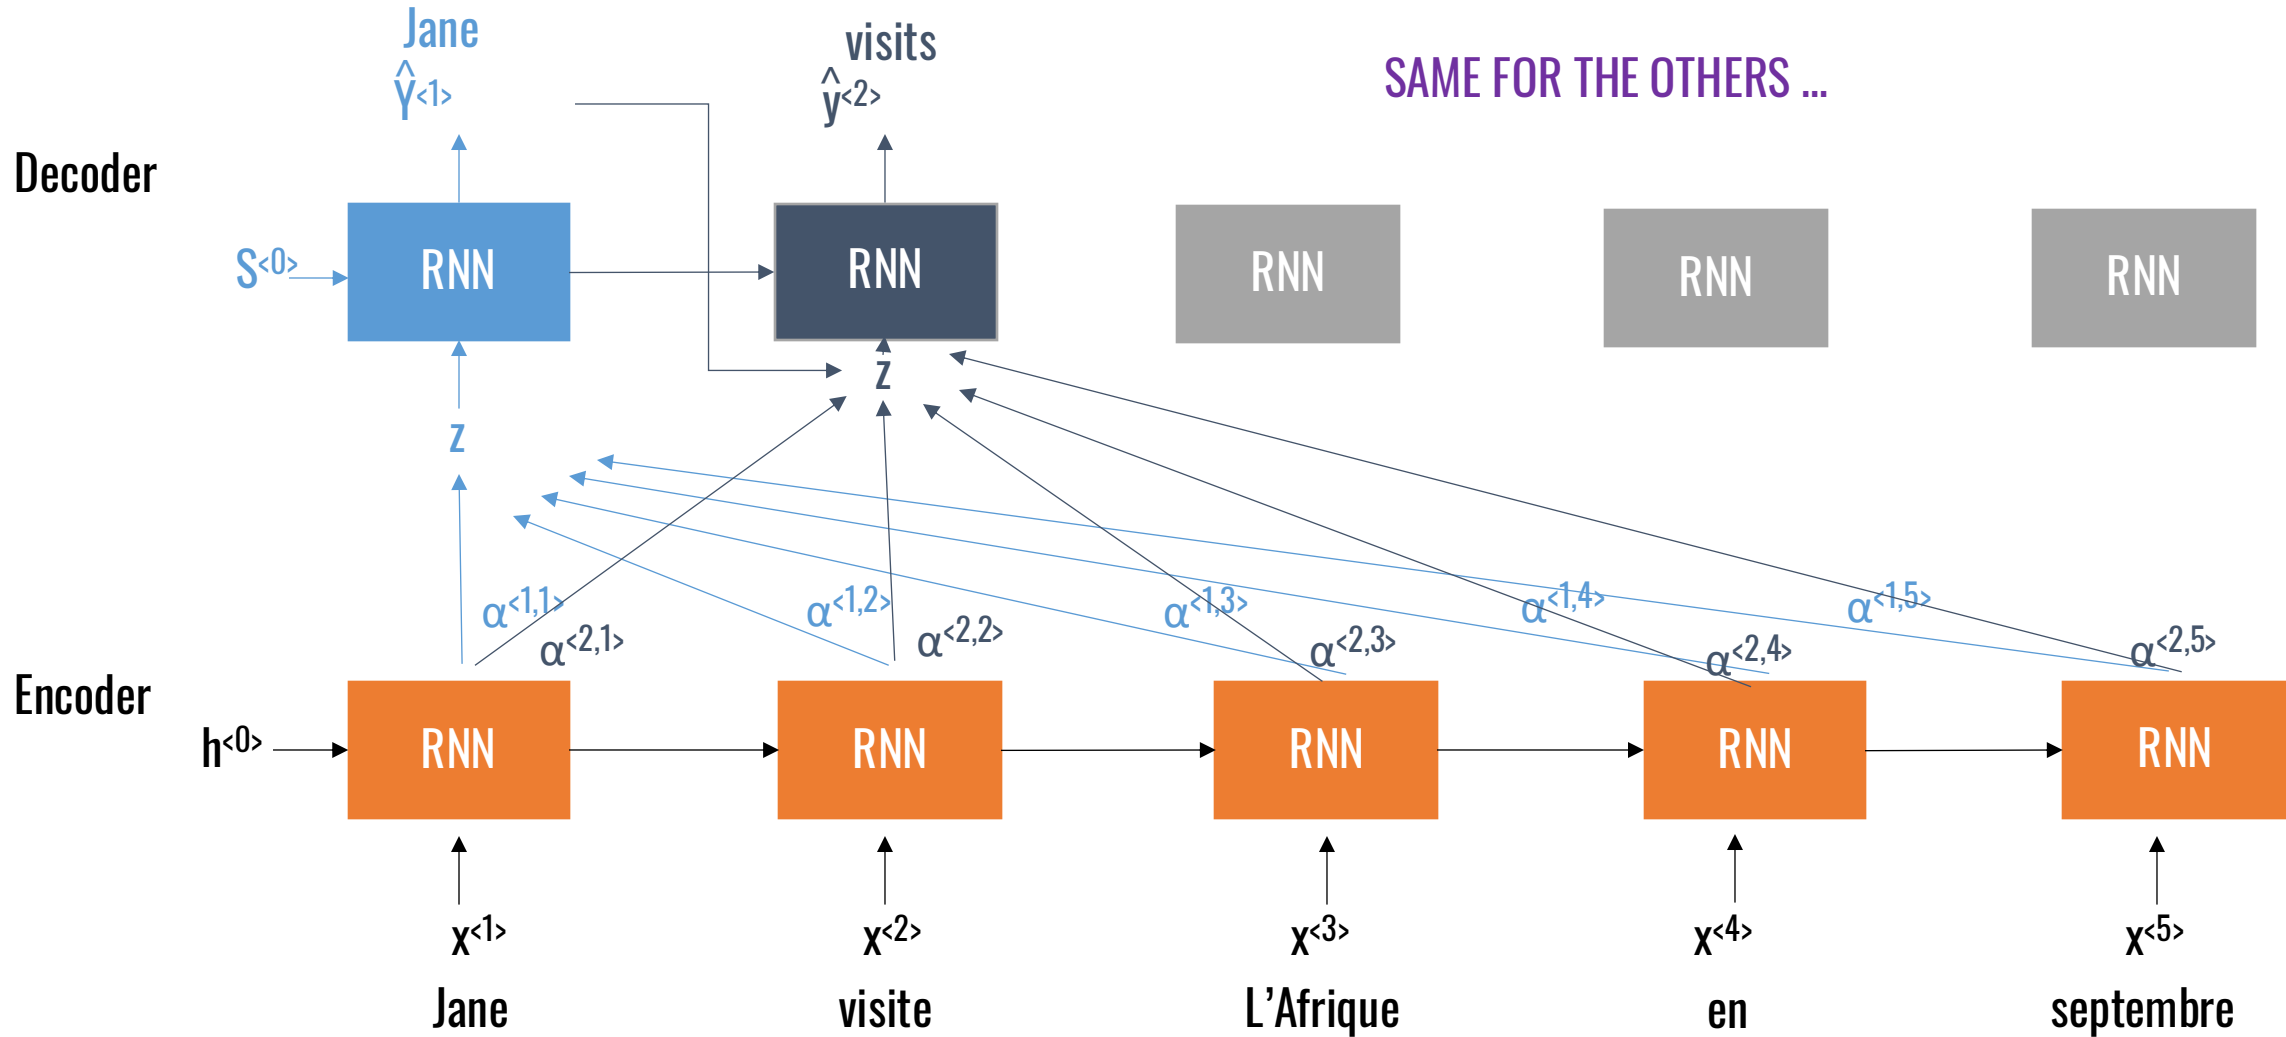 Jane
visits
Ŷ<1>
ŷ<2>
SAME FOR THE OTHERS ...
Decoder
S<0>
RNN
RNN
RNN
RNN
RNN
z
z
α<1,1>
α<1,2>
α<1,3>
α<1,4>
α<1,5>
α<2,1>
α<2,2>
α<2,3>
α<2,4>
α<2,5>
Encoder
h<0>
RNN
RNN
RNN
RNN
RNN
x<1>
x<2>
x<3>
x<4>
x<5>
Jane
visite
L’Afrique
en
septembre